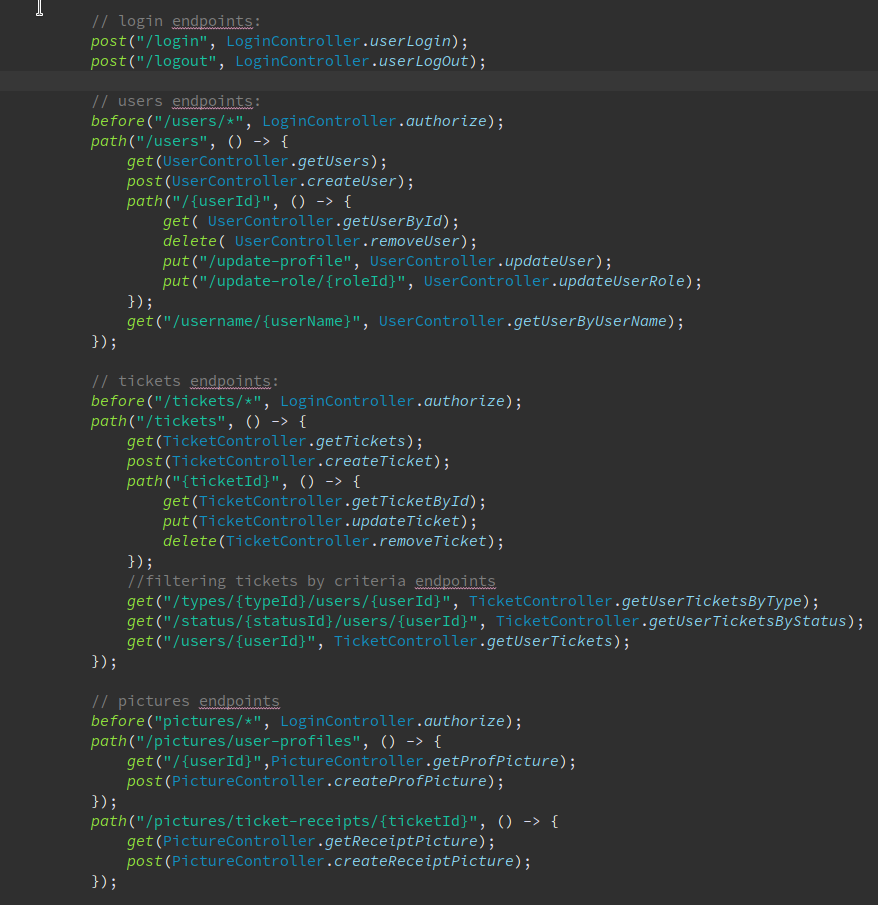 // login endpoints:
post("/login", LoginController.userLogin);
post("/logout", LoginController.userLogOut);
// users endpoints:
before("/users/*", LoginController.authorize);
path("/users", () -> {
get(UserController.getUsers);
post(UserController.createUser);
path("/{userId}", () -> {
get( UserController.getUserById);
delete( UserController.removeUser);
put("/update-profile", UserController.updateUser);
put("/update-role/{roleId}", UserController.updateUserRole);
});
get("/username/{userName}", UserController.getUserByUserName);
});
// tickets endpoints:
before("/tickets/*", LoginController.authorize);
path("/tickets", () -> {
get(TicketController.getTickets);
post(TicketController.createTicket);
path("{ticketId}", () -> {
get(TicketController.getTicketById);
put(TicketController.updateTicket);
delete(TicketController.removeTicket);
});
//filtering tickets by criteria endpoints
get("/types/{typeId}/users/{userId}", TicketController.getUserTicketsByType);
get("/status/{statusId}/users/{userId}", TicketController.getUserTicketsByStatus);
get("/users/{userId}", TicketController.getUserTickets);
});
// pictures endpoints
before("pictures/*", LoginController.authorize);
path("/pictures/user-profiles", () -> {
get("/{userId}",PictureController.getProfPicture);
post(PictureController.createProfPicture);
});
path("/pictures/ticket-receipts/{ticketId}", () -> {
get(PictureController.getReceiptPicture);
post(PictureController.createReceiptPicture);
});